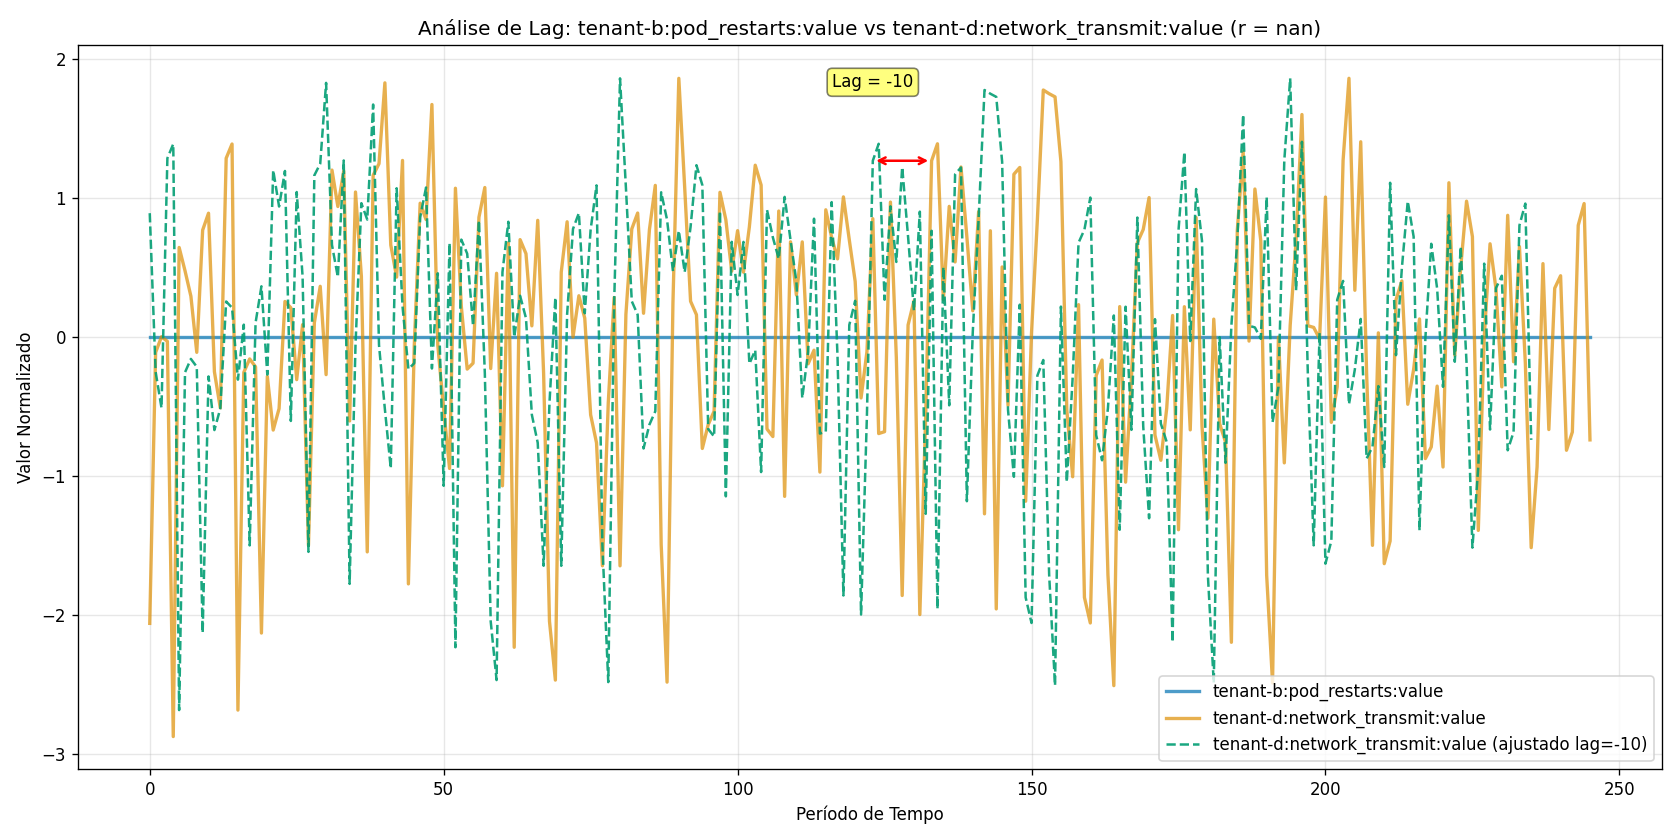 Análise de Lag: tenant-b:pod_restarts:value vs tenant-d:network_transmit:value (r = nan)
Lag = -10
Valor Normalizado
2
1
0
−1
−2
−3
0
50
100
150
200
250
Período de Tempo
tenant-b:pod_restarts:value
tenant-d:network_transmit:value
tenant-d:network_transmit:value (ajustado lag=-10)